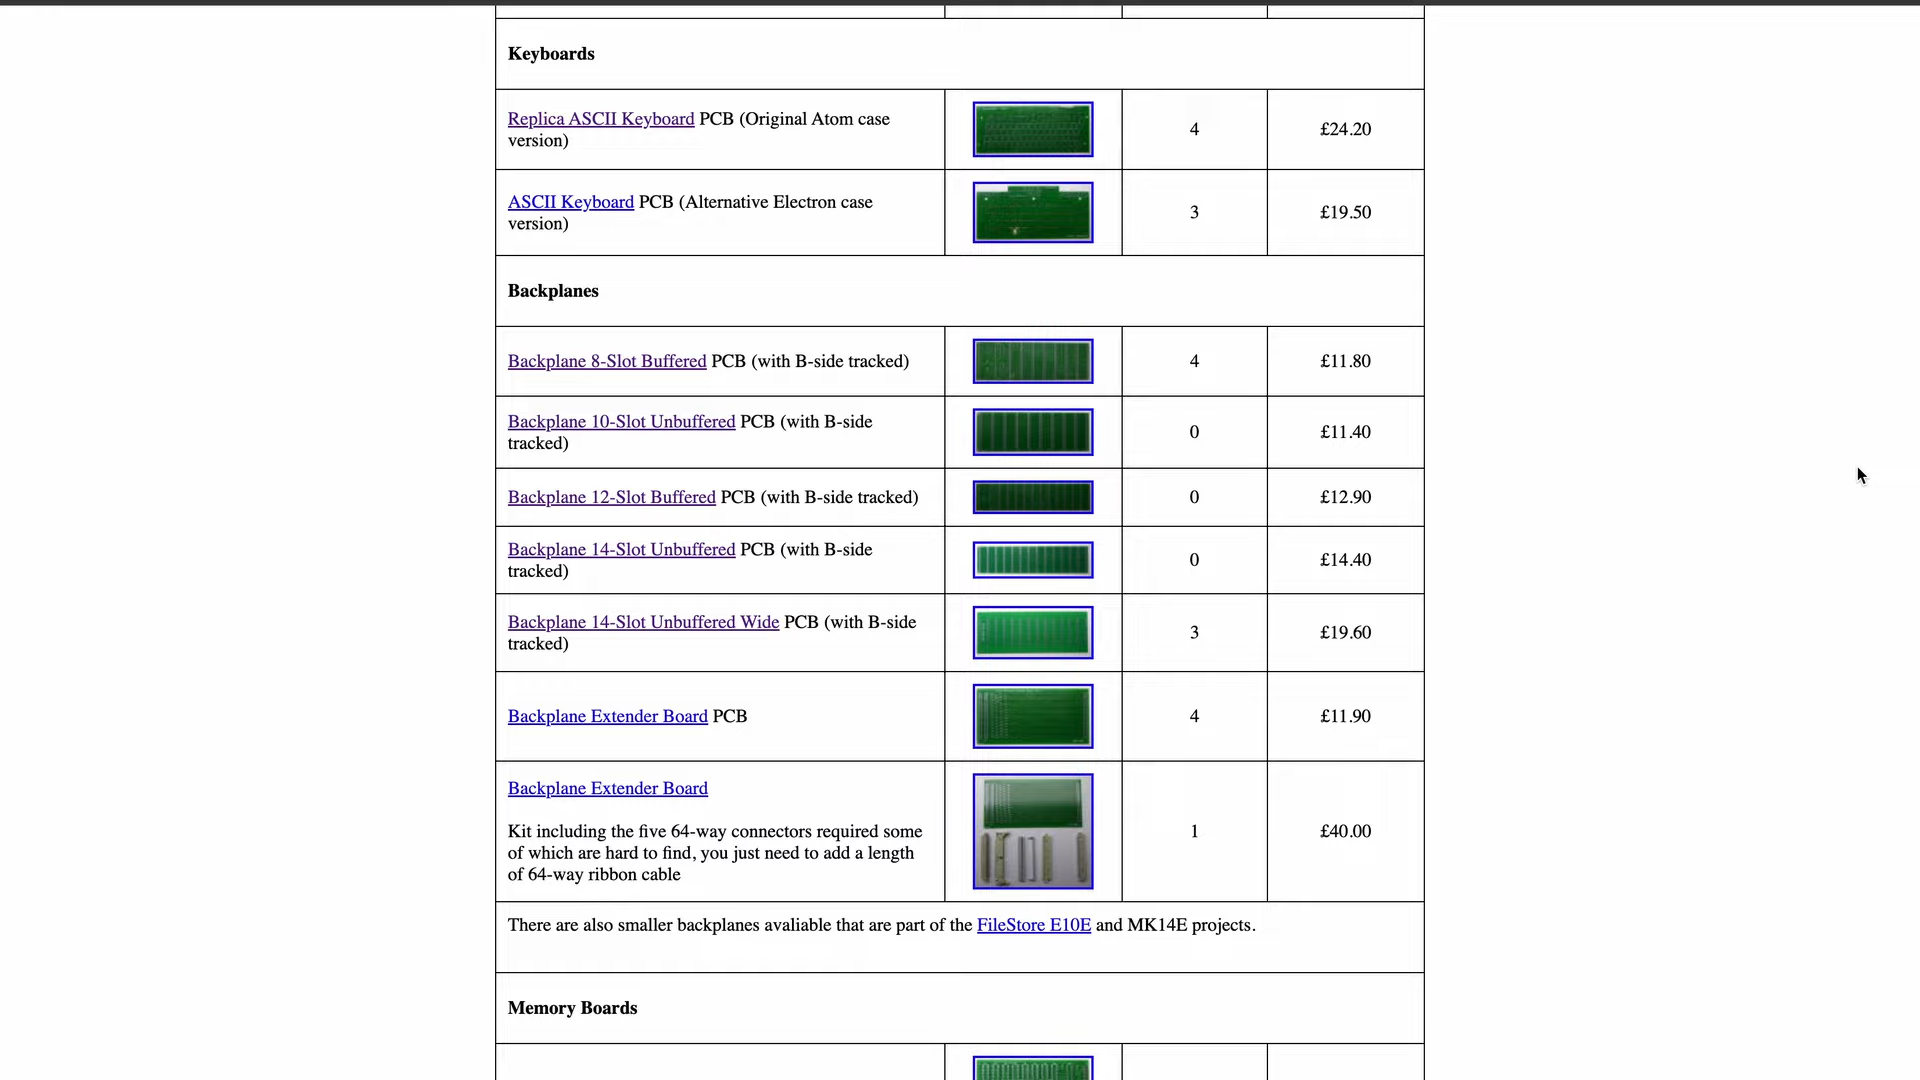 Keyboards
Replica ASCII Keyboard PCB (Original Atom case
version)
4
£24.20
ASCII Keyboard PCB (Alternative Electron case
version)
3
£19.50
Backplanes
Backplane 8-Slot Buffered PCB (with B-side tracked)
4
£11.80
Backplane 10-Slot Unbuffered PCB (with B-side
tracked)
0
£11.40
Backplane 12-Slot Buffered PCB (with B-side tracked)
0
£12.90
Backplane 14-Slot Unbuffered PCB (with B-side
tracked)
0
£14.40
Backplane 14-Slot Unbuffered Wide PCB (with B-side
tracked)
3
£19.60
Backplane Extender Board PCB
4
£11.90
Backplane Extender Board
Kit including the five 64-way connectors required some
of which are hard to find, you just need to add a length
of 64-way ribbon cable
1
£40.00
There are also smaller backplanes avaliable that are part of the FileStore E10E and MK14E projects.
Memory Boards